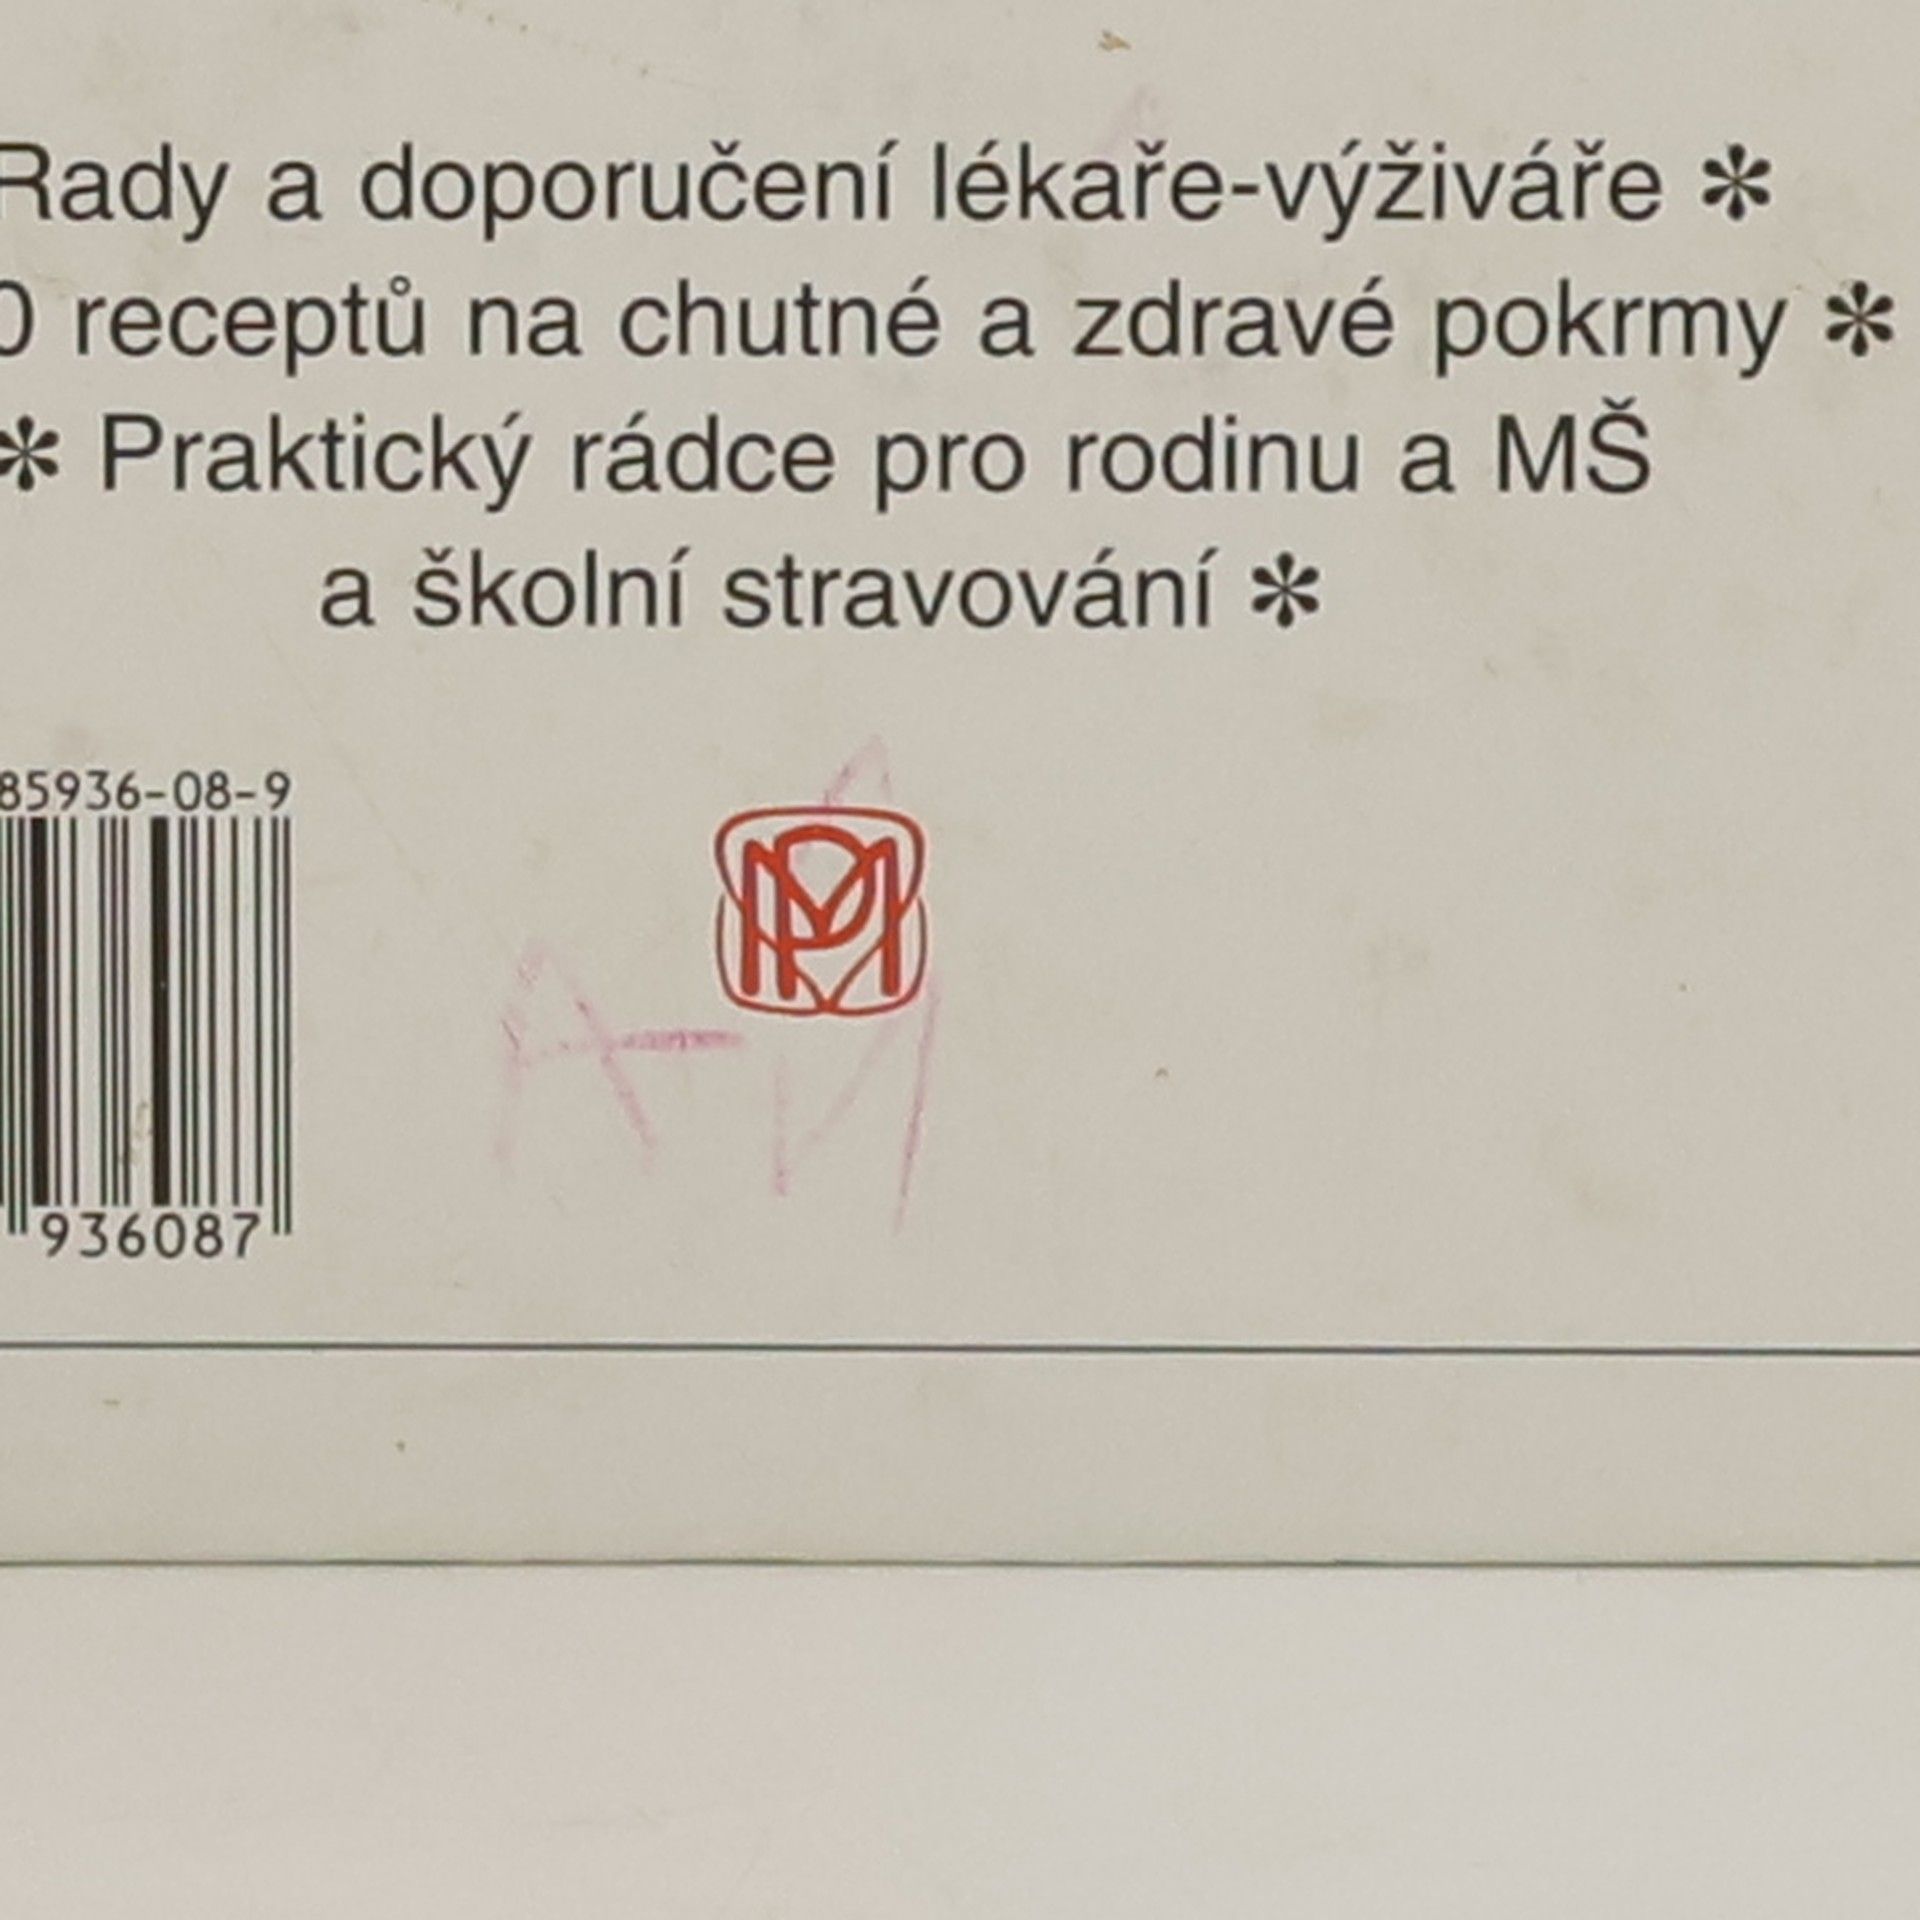 Rady a doporučení lékaře-výživáře ✻
0 receptů na chutné a zdravé pokrmy ✻
✻ Praktický rádce pro rodinu a MŠ
a školní stravování ✻
85936-08-9
PM
936087